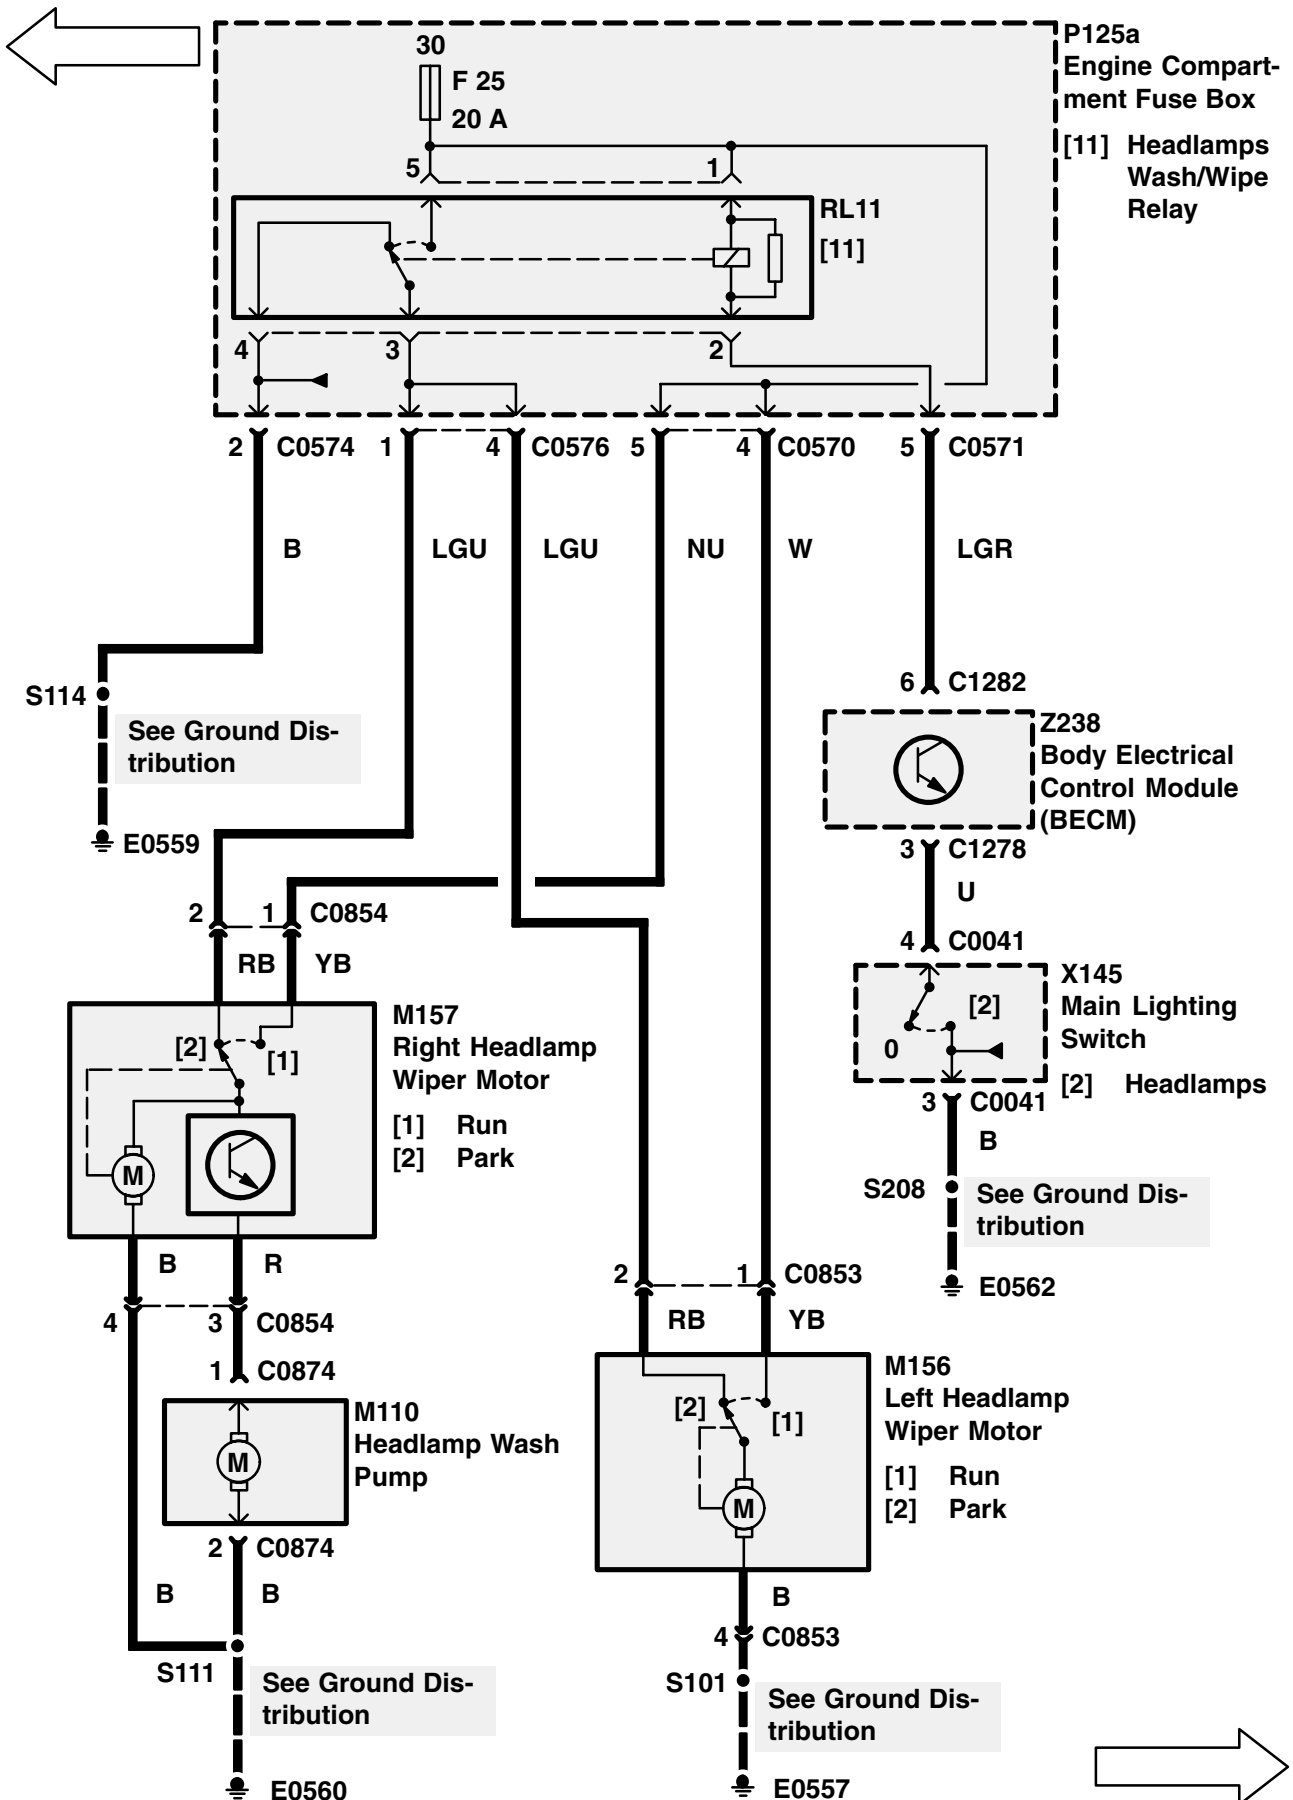 30
F 25
20 A
P125a
Engine Compart-
ment Fuse Box
[11] Headlamps
Wash/Wipe
Relay
5 1
RL11
[11]
4 3 2
2 C0574 1 4 C0576 5 4 C0570 5 C0571
B LGU LGU NU W LGR
S114
See Ground Dis-
tribution
E0559
6 C1282
Z238
Body Electrical
Control Module
(BECM)
3 C1278
U
4 C0041
X145
Main Lighting
Switch
[2] Headlamps
[2]
0
3 C0041
B
S208
See Ground Dis-
tribution
E0562
2 1 C0854
RB YB
M157
Right Headlamp
Wiper Motor
[1] Run
[2] Park
[2] [1]
M
B R
4 3 C0854
1 C0874
M110
Headlamp Wash
Pump
M
2 C0874
B B
S111
See Ground Dis-
tribution
E0560
2 1 C0853
RB YB
M156
Left Headlamp
Wiper Motor
[1] Run
[2] Park
[2] [1]
M
B
4 C0853
S101
See Ground Dis-
tribution
E0557